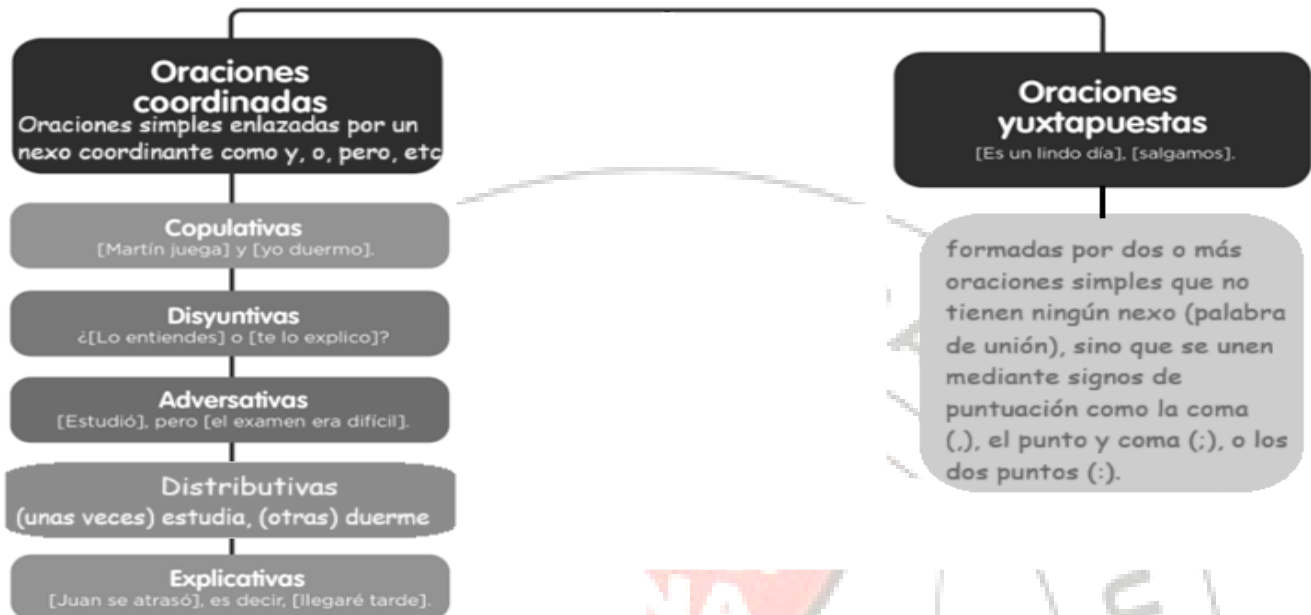 Oraciones
coordinadas
Oraciones simples enlazadas por un
nexo coordinante como y, o, pero, etc
Copulativas
[Martín juega] y [yo duermo].
Disyuntivas
¿[Lo entiendes] o [te lo explico]?
Adversativas
[Estudió], pero [el examen era difícil].
Distributivas
(unas veces) estudia, (otras) duerme
Explicativas
[Juan se atrasó], es decir, [llegaré tarde].
Oraciones
yuxtapuestas
[Es un lindo día], [salgamos].
formadas por dos o más
oraciones simples que no
tienen ningún nexo (palabra
de unión), sino que se unen
mediante signos de
puntuación como la coma
(,), el punto y coma (;), o los
dos puntos (:).